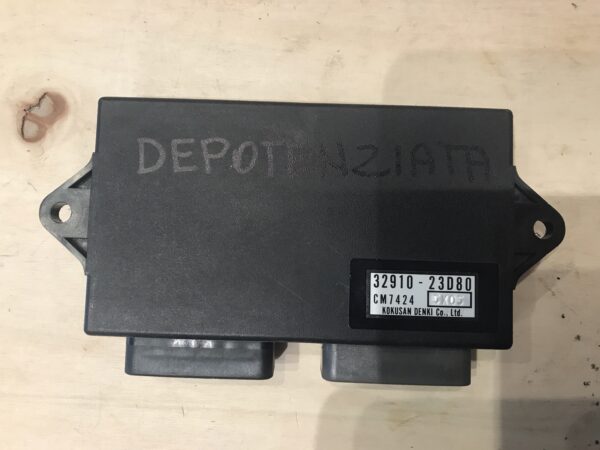 DEPOTENZIATA
32910-23D80
CM7424
KOKUSAN DENKI Co., Ltd.